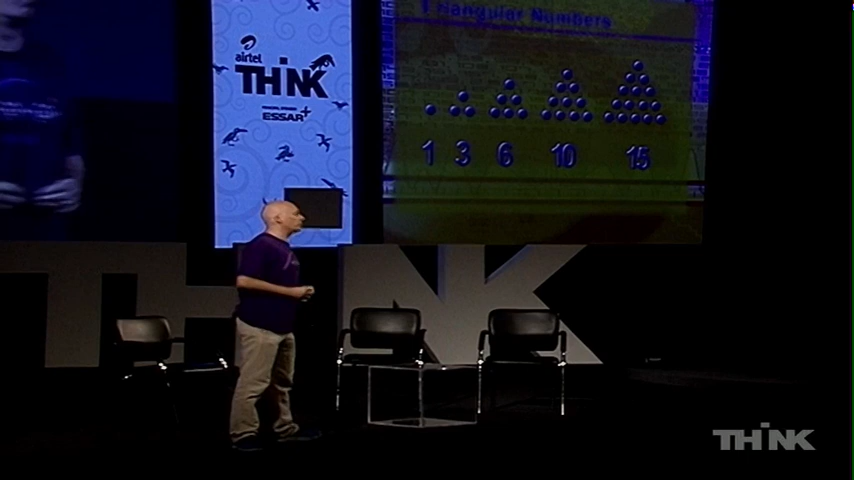 Triangular Numbers
airtel
THiNK
ESSAR
1 3 6 10 15
THiNK
THiNK